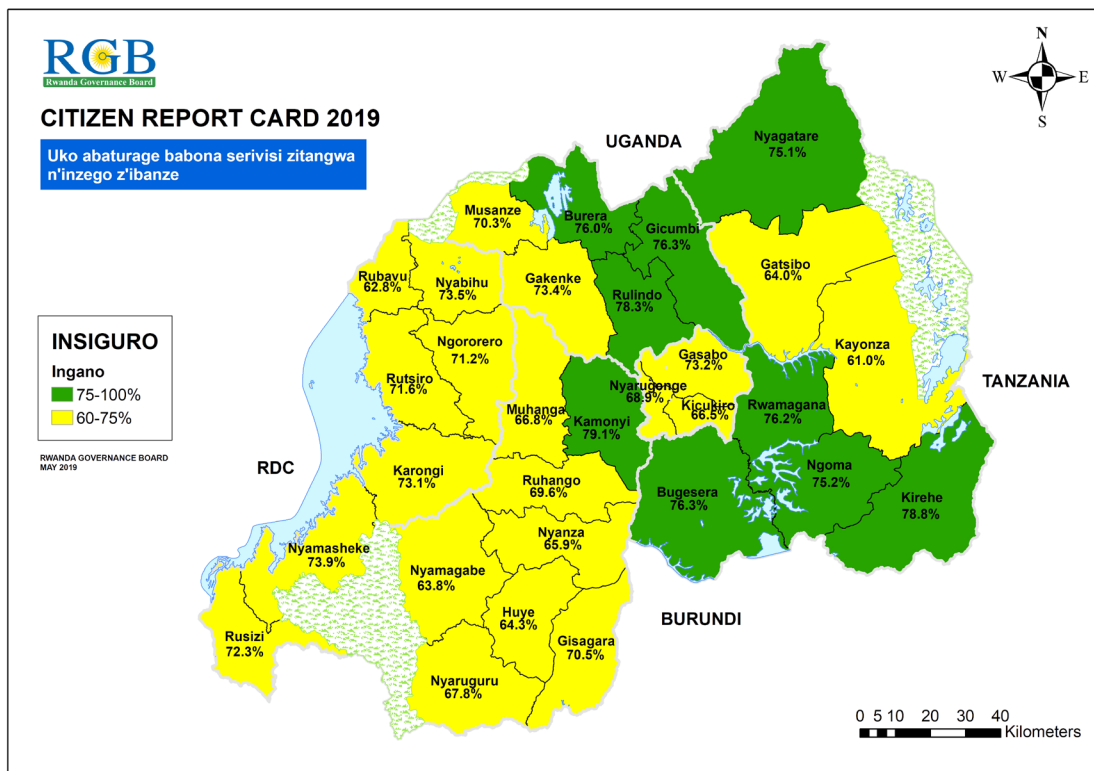 RGB
Rwanda Governance Board
CITIZEN REPORT CARD 2019
Uko abaturage babona serivisi zitangwa
n'inzego z'ibanze
N
W
E
S
UGANDA
Nyagatare
75.1%
Musanze
70.3%
Burera
76.0%
Gicumbi
76.3%
Gatsibo
64.0%
Rubavu
62.8%
Nyabihu
73.5%
Gakenke
73.4%
Rulindo
78.3%
Kayonza
61.0%
Ngororero
71.2%
Gasabo
73.2%
Rutsiro
71.6%
Nyarugenge
68.9%
Kicukiro
66.5%
Rwamagana
76.2%
TANZANIA
Muhanga
66.8%
Kamonyi
79.1%
INSIGURO
Ingano
75-100%
60-75%
RWANDA GOVERNANCE BOARD
MAY 2019
RDC
Karongi
73.1%
Ruhango
69.6%
Bugesera
76.3%
Ngoma
75.2%
Kirehe
78.8%
Nyamasheke
73.9%
Nyanza
65.9%
Nyamagabe
63.8%
Huye
64.3%
BURUNDI
Rusizi
72.3%
Gisagara
70.5%
Nyaruguru
67.8%
0 5 10 20 30 40
Kilometers